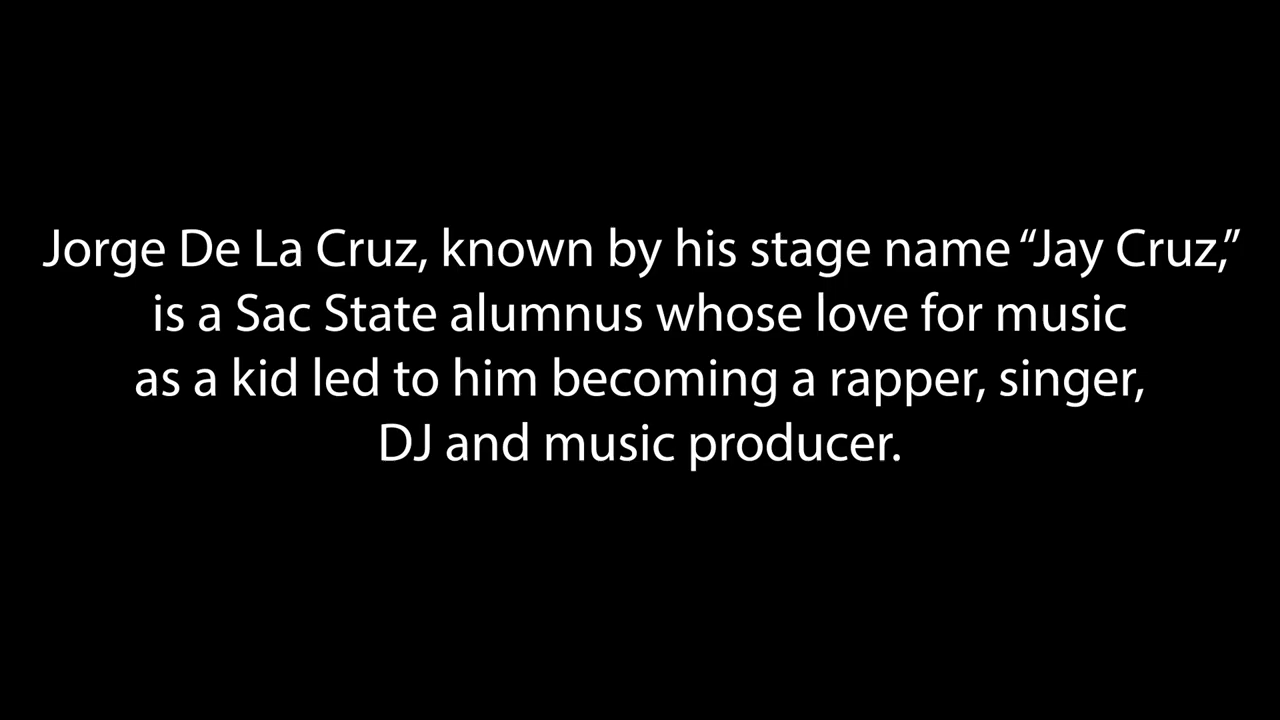 Jorge De La Cruz, known by his stage name “Jay Cruz,”
is a Sac State alumnus whose love for music
as a kid led to him becoming a rapper, singer,
DJ and music producer.